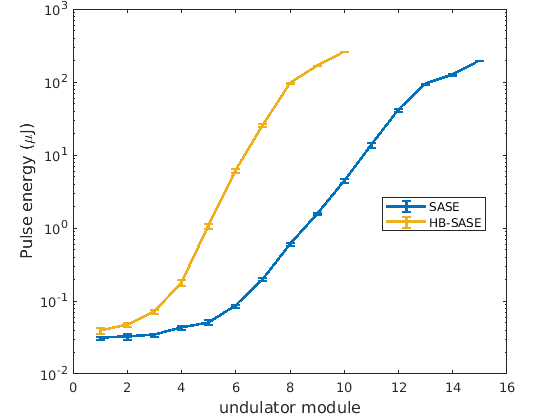 10^3
10^2
10^1
10^0
10^-1
10^-2
Pulse energy (μJ)
SASE
HB-SASE
0 2 4 6 8 10 12 14 16
undulator module